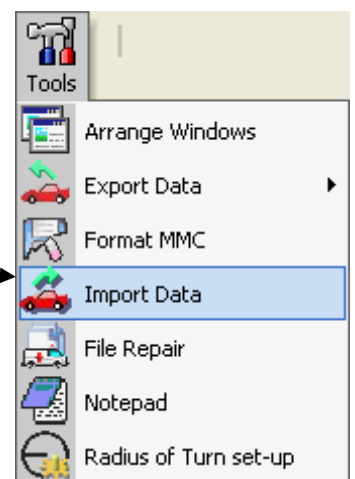 Tools
Arrange Windows
Export Data
Format MMC
Import Data
File Repair
Notepad
Radius of Turn set-up